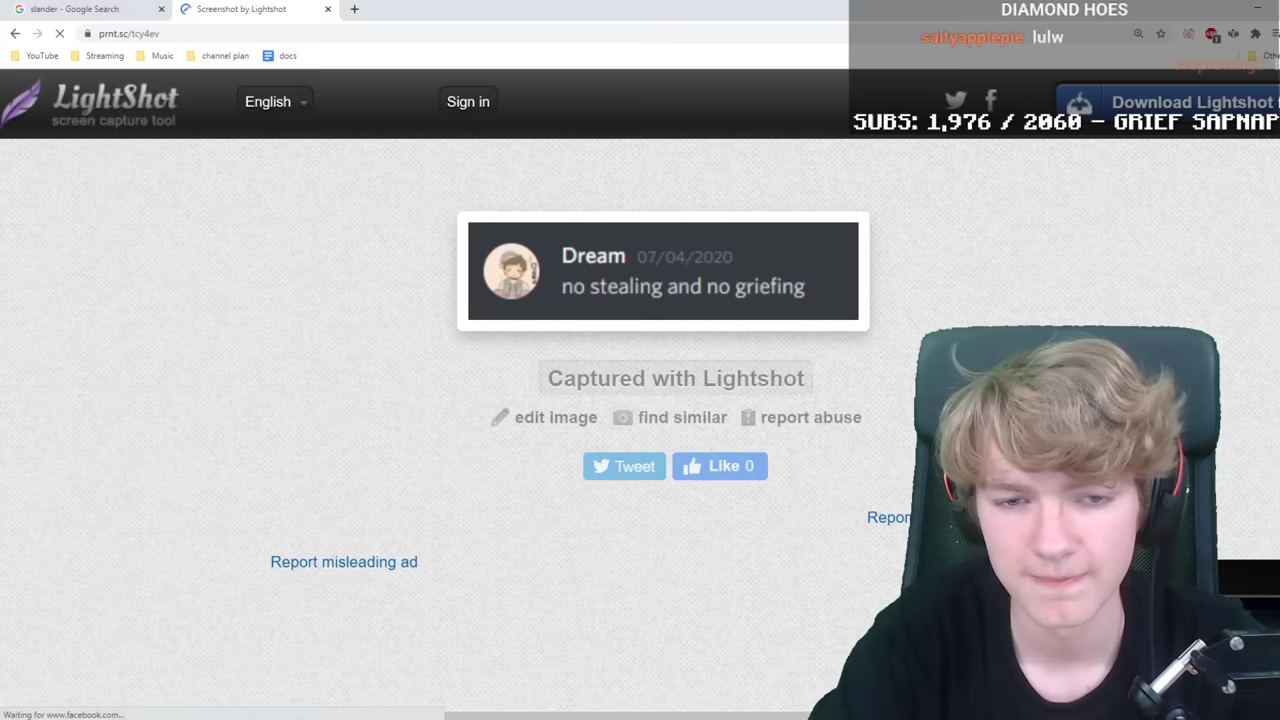 slander - Google Search
Screenshot by Lightshot
DIAMOND HOES
prnt.sc/tcy4ev
saltyapplepie lulw
YouTube
Streaming
Music
channel plan
docs
LightShot
screen capture tool
English
Sign in
Download Lightshot
SUBS: 1,976 / 2060 - GRIEF SAPNAP
Dream 07/04/2020
no stealing and no griefing
Captured with Lightshot
edit image
find similar
report abuse
Tweet
Like 0
Repor
Report misleading ad
Waiting for www.facebook.com...